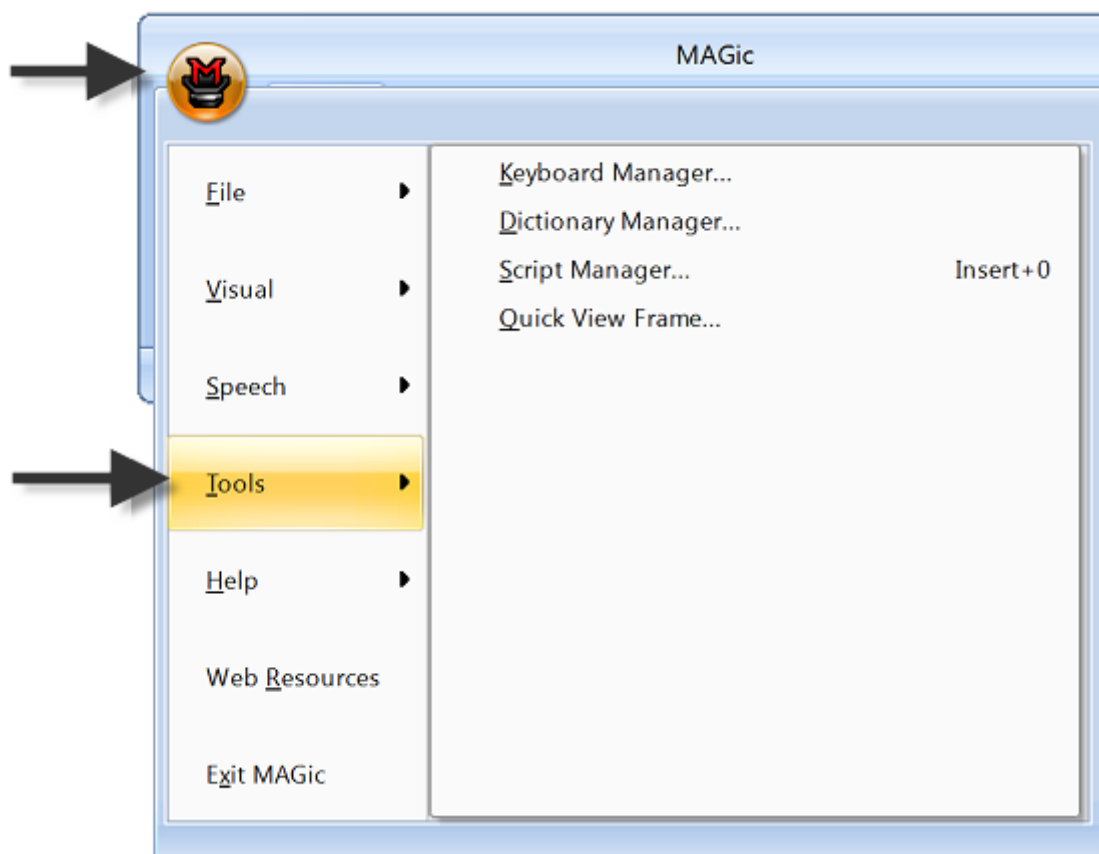 MAGic
File
Visual
Speech
Tools
Help
Web Resources
Exit MAGic
Keyboard Manager...
Dictionary Manager...
Script Manager... Insert+0
Quick View Frame...